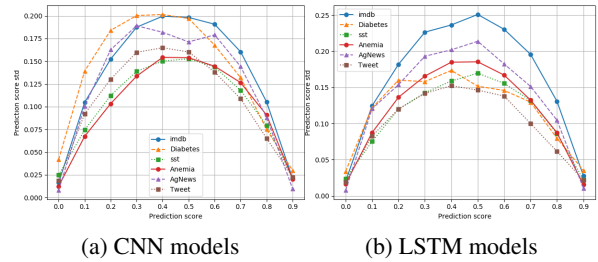 0.200
0.175
0.150
0.125
0.100
0.075
0.050
0.025
0.000
Prediction score std
imdb
Diabetes
sst
Anemia
AgNews
Tweet
0.0 0.1 0.2 0.3 0.4 0.5 0.6 0.7 0.8 0.9
Prediction score
(a) CNN models
0.25
0.20
0.15
0.10
0.05
0.00
Prediction score std
imdb
Diabetes
sst
Anemia
AgNews
Tweet
0.0 0.1 0.2 0.3 0.4 0.5 0.6 0.7 0.8 0.9
Prediction score
(b) LSTM models